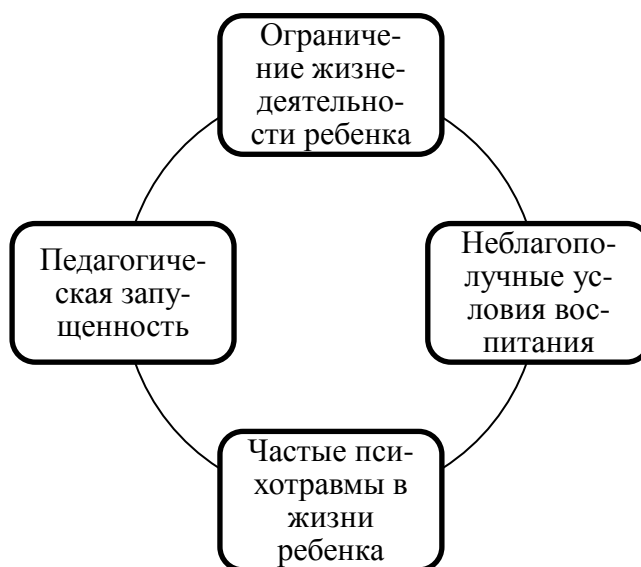 Ограниче-
ние жизне-
деятельно-
сти ребенка
Неблагопо-
лучные ус-
ловия вос-
питания
Частые пси-
хотравмы в
жизни
ребенка
Педагогиче-
ская запу-
щенность